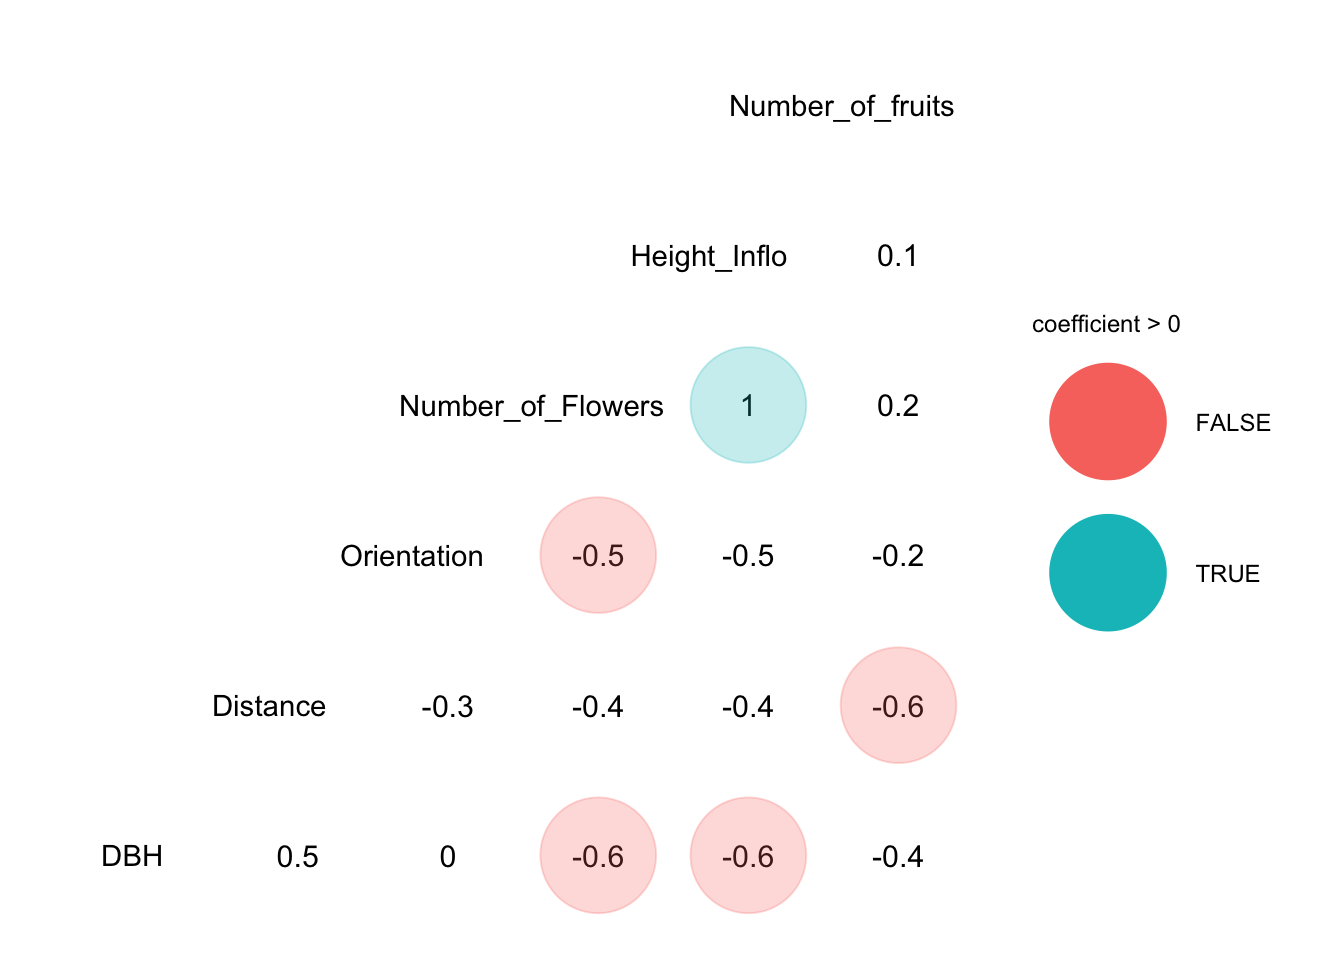 Number_of_fruits
Height_Inflo 0.1
coefficient > 0
Number_of_Flowers 1 0.2
FALSE
Orientation -0.5 -0.5 -0.2
TRUE
Distance -0.3 -0.4 -0.4 -0.6
DBH 0.5 0 -0.6 -0.6 -0.4